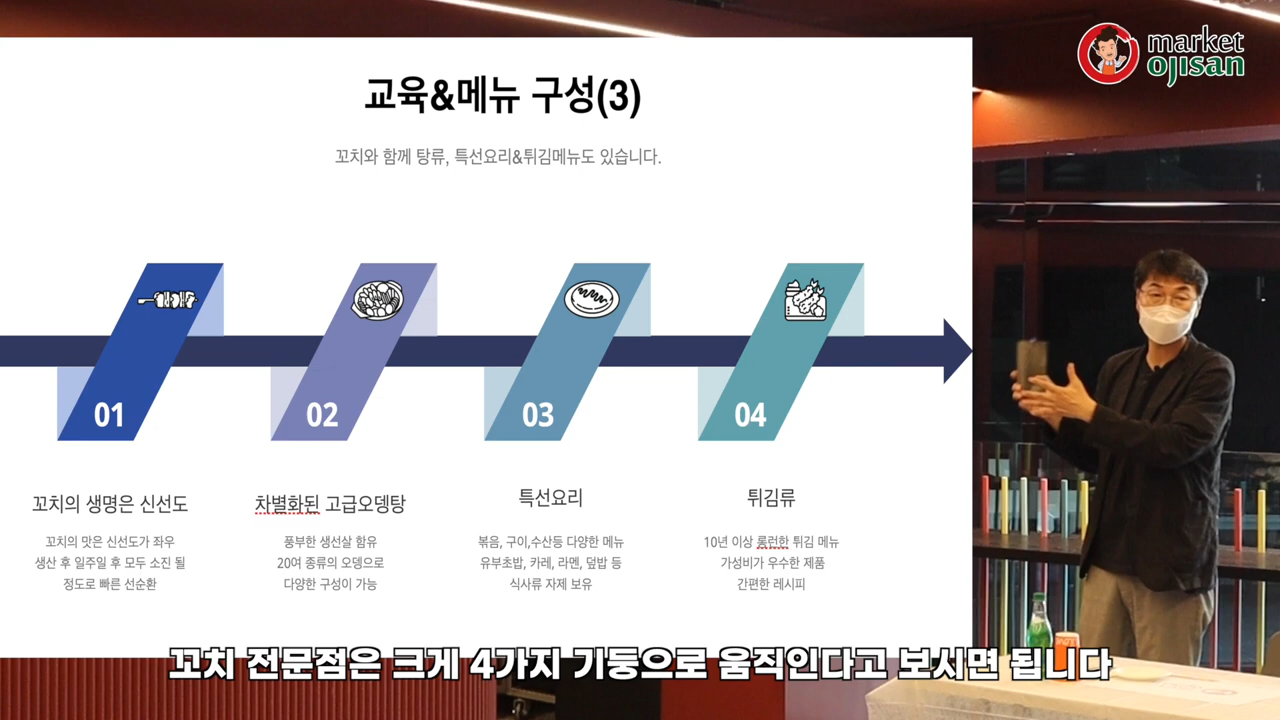 market
ojisan
교육&메뉴 구성(3)
꼬치와 함께 탕류, 특선요리&튀김메뉴도 있습니다.
01
02
03
04
꼬치의 생명은 신선도
꼬치의 맛은 신선도가 좌우
생산 후 일주일 후 모두 소진 될
정도로 빠른 선순환
차별화된 고급오뎅탕
풍부한 생선살 함유
20여 종류의 오뎅으로
다양한 구성이 가능
특선요리
볶음, 구이,수산등 다양한 메뉴
유부초밥, 카레, 라멘, 덮밥 등
식사류 자제 보유
튀김류
10년 이상 롱런한 튀김 메뉴
가성비가 우수한 제품
간편한 레시피
꼬치 전문점은 크게 4가지 기둥으로 움직인다고 보시면 됩니다